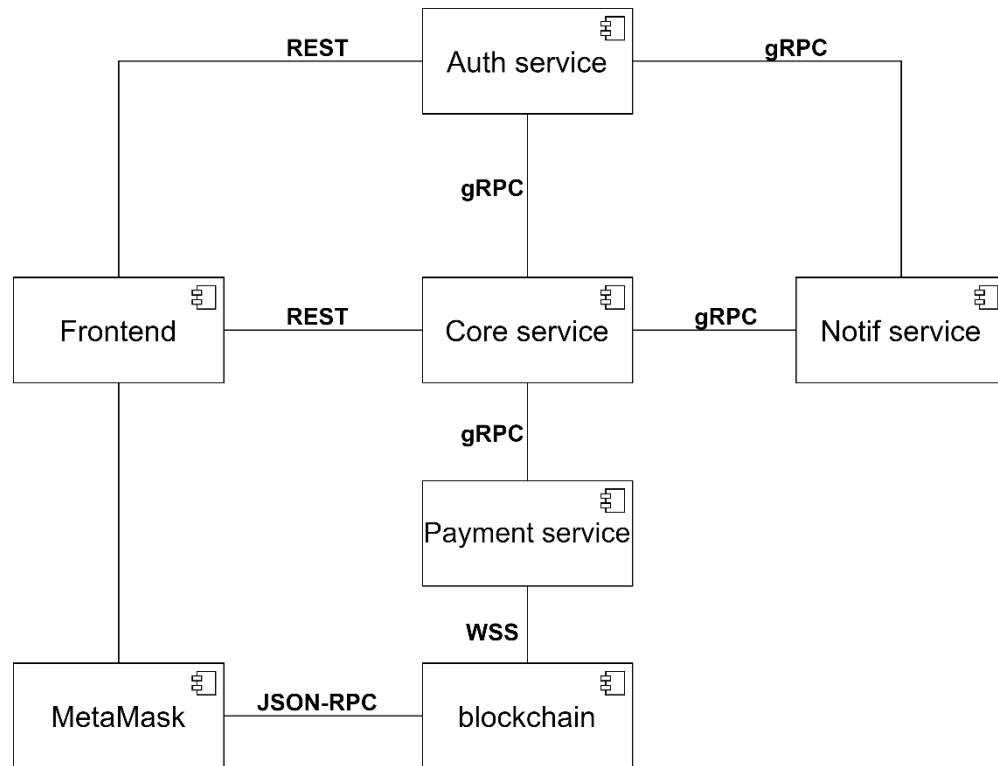 REST
Auth service
gRPC
gRPC
Frontend
REST
Core service
gRPC
Notif service
gRPC
Payment service
WSS
MetaMask
JSON-RPC
blockchain